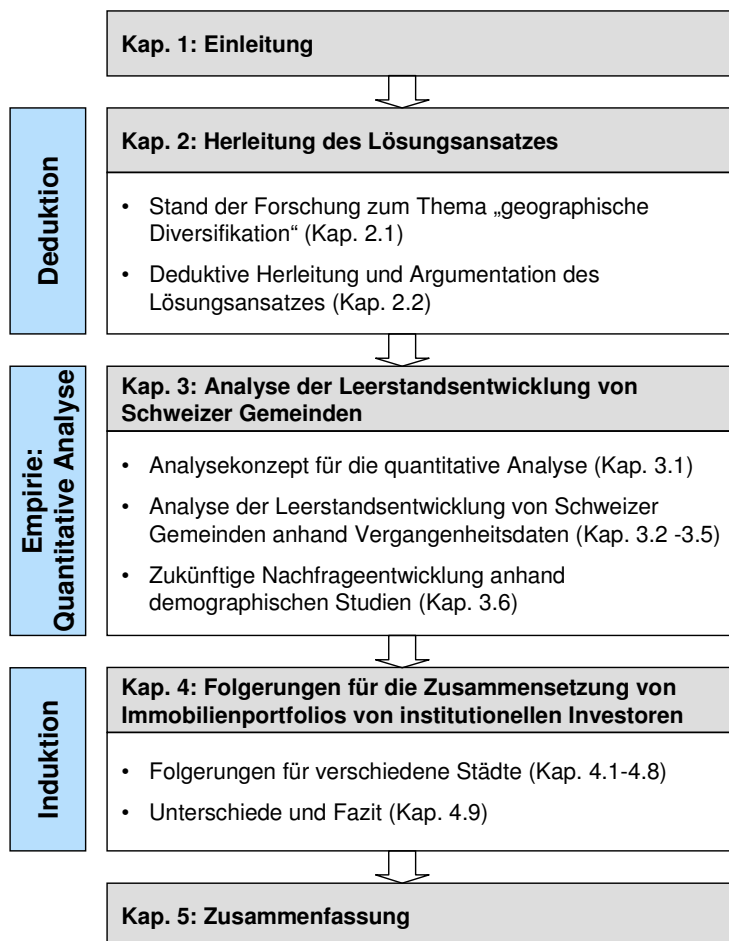 Kap. 1: Einleitung
Deduktion
Kap. 2: Herleitung des Lösungsansatzes
• Stand der Forschung zum Thema „geographische
Diversifikation“ (Kap. 2.1)
• Deduktive Herleitung und Argumentation des
Lösungsansatzes (Kap. 2.2)
Empirie:
Quantitative Analyse
Kap. 3: Analyse der Leerstandsentwicklung von
Schweizer Gemeinden
• Analysekonzept für die quantitative Analyse (Kap. 3.1)
• Analyse der Leerstandsentwicklung von Schweizer
Gemeinden anhand Vergangenheitsdaten (Kap. 3.2 -3.5)
• Zukünftige Nachfrageentwicklung anhand
demographischen Studien (Kap. 3.6)
Induktion
Kap. 4: Folgerungen für die Zusammensetzung von
Immobilienportfolios von institutionellen Investoren
• Folgerungen für verschiedene Städte (Kap. 4.1-4.8)
• Unterschiede und Fazit (Kap. 4.9)
Kap. 5: Zusammenfassung